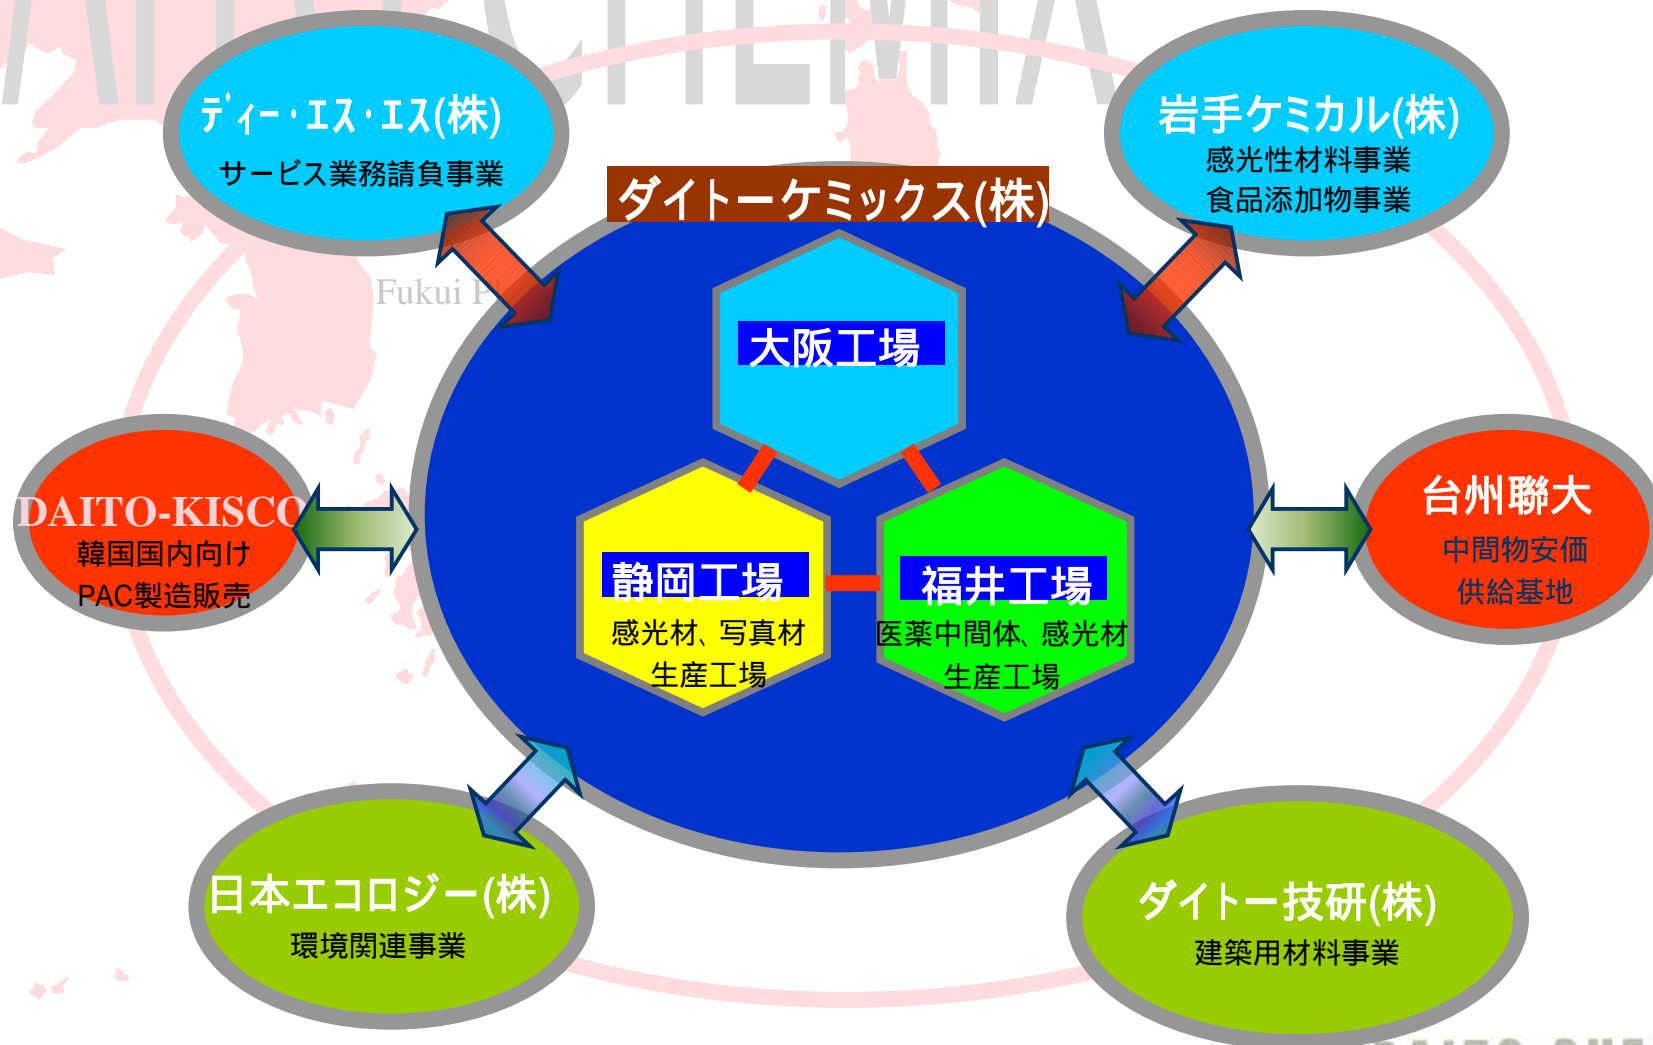 ディー・エス・エス(株)
サービス業務請負事業
岩手ケミカル(株)
感光性材料事業
食品添加物事業
ダイトーケミックス(株)
Fukui
大阪工場
DAITO-KISCO
韓国国内向け
PAC製造販売
台州聯大
中間物安価
供給基地
静岡工場
感光材、写真材
生産工場
福井工場
医薬中間体、感光材
生産工場
日本エコロジー(株)
環境関連事業
ダイトー技研(株)
建築用材料事業